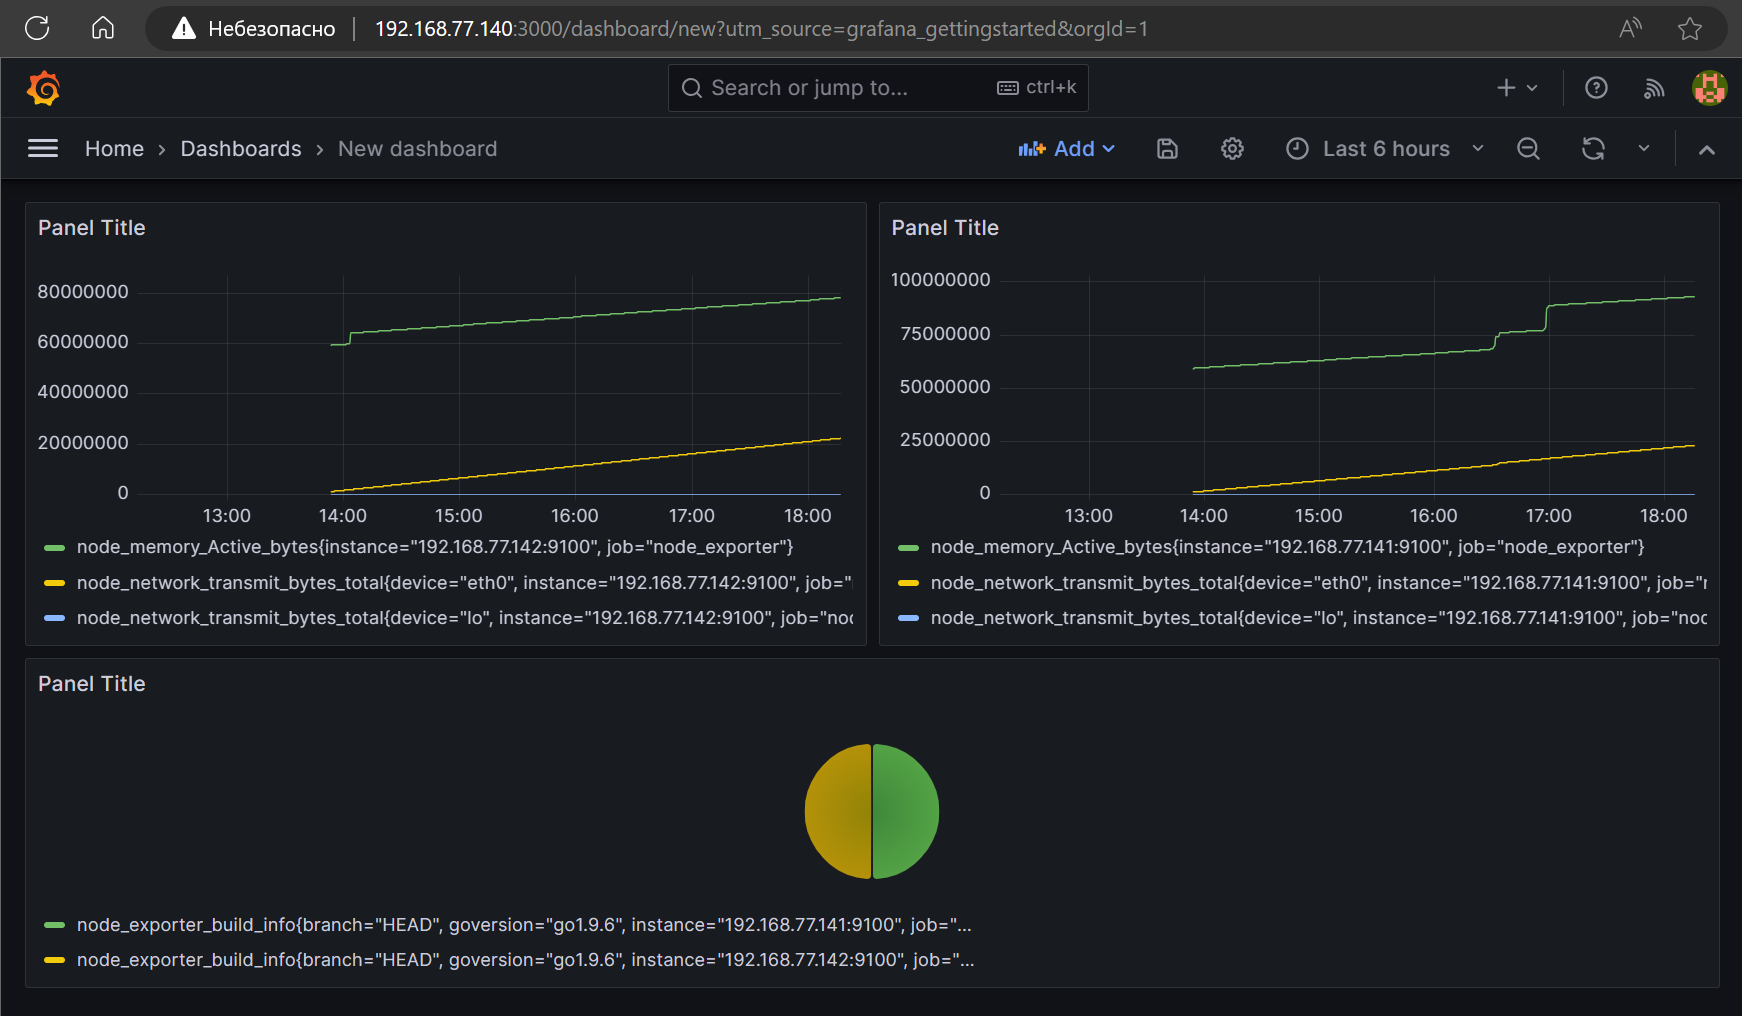 Небезопасно 192.168.77.140:3000/dashboard/new?utm_source=grafana_gettingstarted&orgId=1
Search or jump to... ctrl+k
Home › Dashboards › New dashboard Add Last 6 hours
Panel Title
80000000
60000000
40000000
20000000
0
13:00 14:00 15:00 16:00 17:00 18:00
node_memory_Active_bytes{instance="192.168.77.142:9100", job="node_exporter"}
node_network_transmit_bytes_total{device="eth0", instance="192.168.77.142:9100", job="
node_network_transmit_bytes_total{device="lo", instance="192.168.77.142:9100", job="noc
Panel Title
100000000
75000000
50000000
25000000
0
13:00 14:00 15:00 16:00 17:00 18:00
node_memory_Active_bytes{instance="192.168.77.141:9100", job="node_exporter"}
node_network_transmit_bytes_total{device="eth0", instance="192.168.77.141:9100", job="r
node_network_transmit_bytes_total{device="lo", instance="192.168.77.141:9100", job="noc
Panel Title
node_exporter_build_info{branch="HEAD", goversion="go1.9.6", instance="192.168.77.141:9100", job="...
node_exporter_build_info{branch="HEAD", goversion="go1.9.6", instance="192.168.77.142:9100", job="...